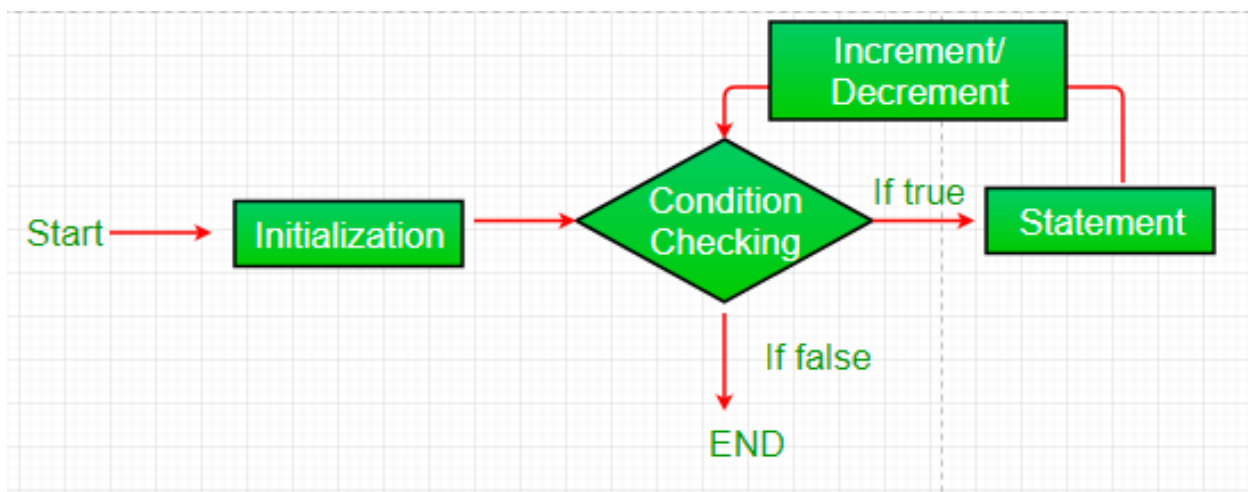 Increment/
Decrement
Start
Initialization
Condition
Checking
If true
Statement
If false
END